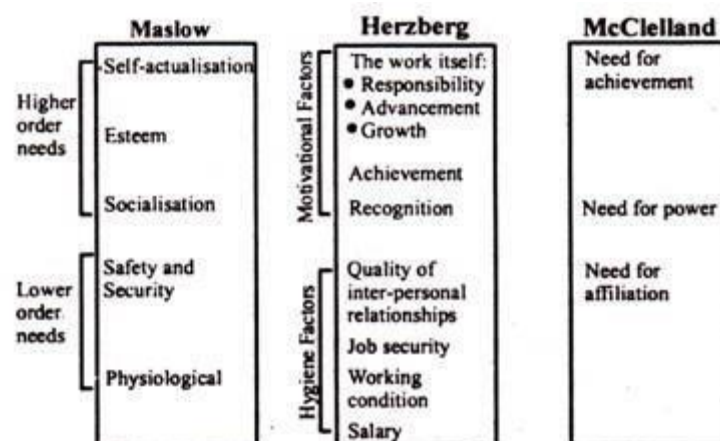 Maslow
Higher
order
needs
Self-actualisation
Esteem
Socialisation
Lower
order
needs
Safety and
Security
Physiological
Herzberg
Motivational Factors
The work itself:
• Responsibility
• Advancement
• Growth
Achievement
Recognition
Hygiene Factors
Quality of
inter-personal
relationships
Job security
Working
condition
Salary
McClelland
Need for
achievement
Need for power
Need for
affiliation